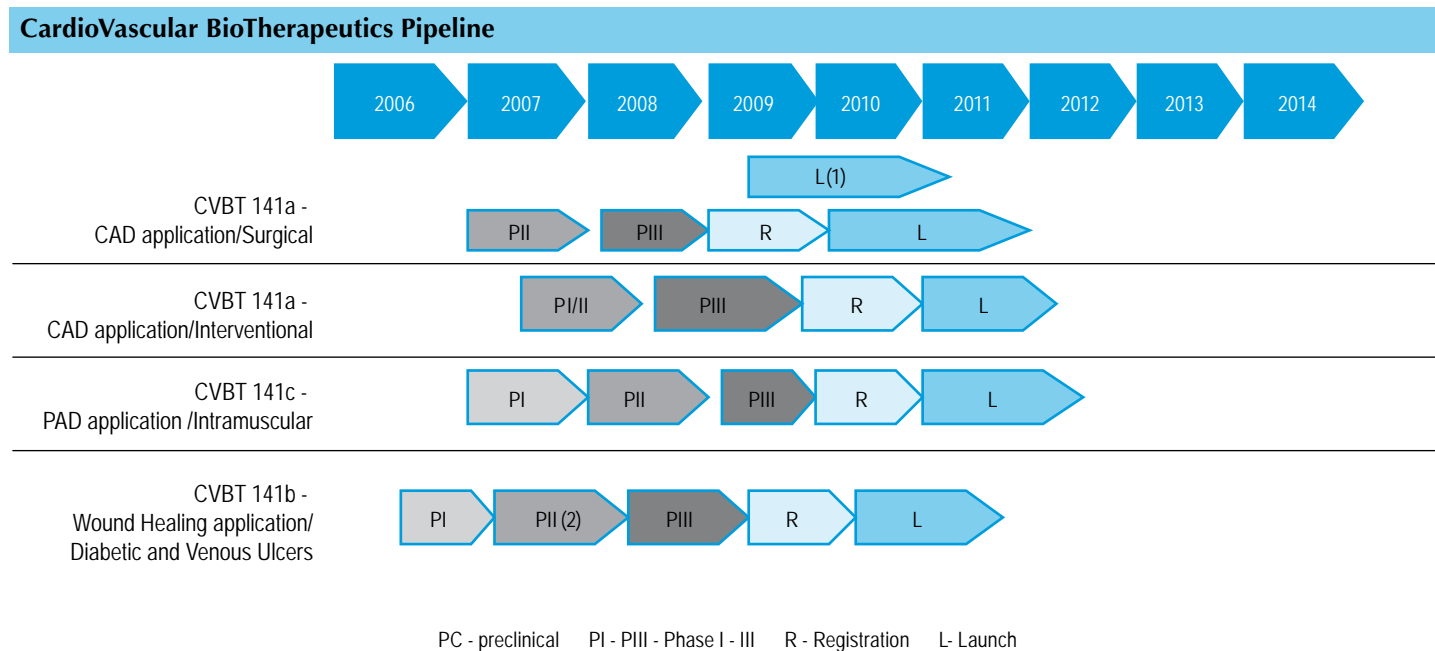 CardioVascular BioTherapeutics Pipeline
2006 2007 2008 2009 2010 2011 2012 2013 2014
L(1)
CVBT 141a -
CAD application/Surgical
PII PIII R L
CVBT 141a -
CAD application/Interventional
PI/II PIII R L
CVBT 141c -
PAD application /Intramuscular
PI PII PIII R L
CVBT 141b -
Wound Healing application/
Diabetic and Venous Ulcers
PI PII (2) PIII R L
PC - preclinical PI - PIII - Phase I - III R - Registration L- Launch